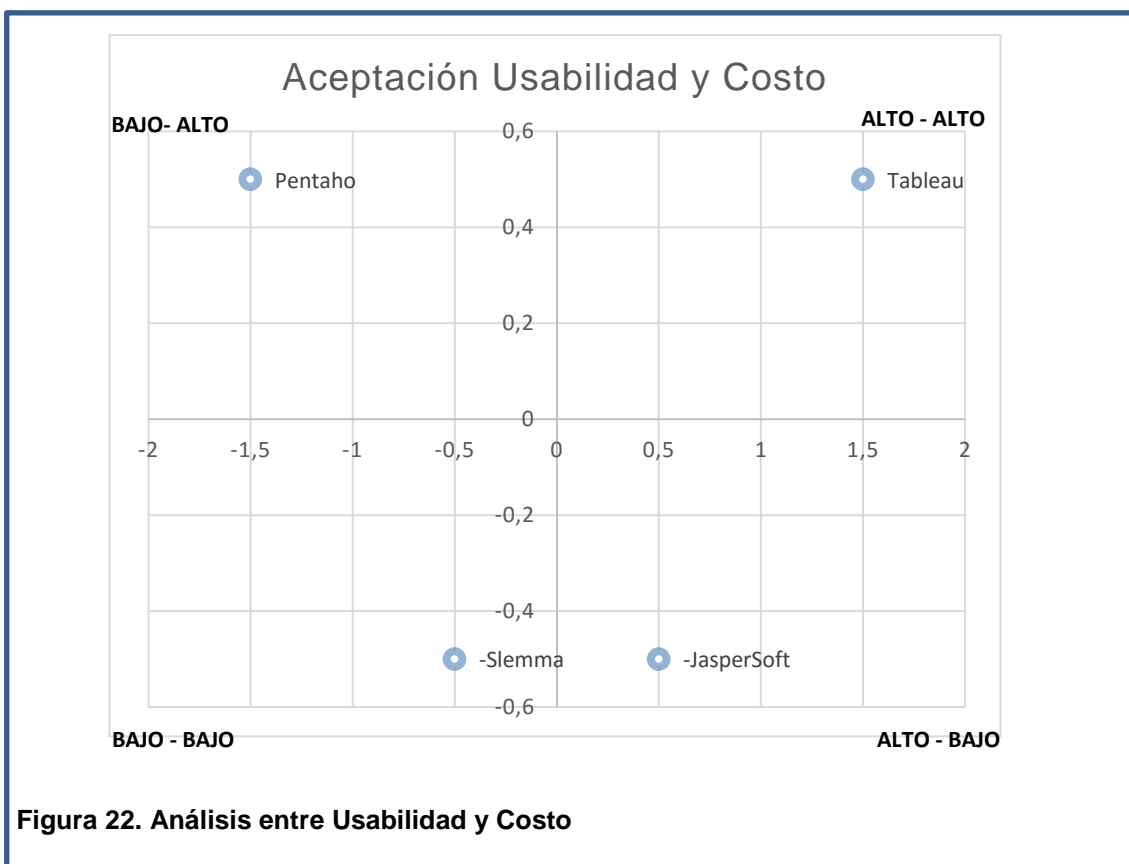 Aceptación Usabilidad y Costo
BAJO- ALTO
ALTO - ALTO
0,6
Pentaho
Tableau
0,4
0,2
0
-2 -1,5 -1 -0,5 0 0,5 1 1,5 2
-0,2
-0,4
-Slemma
-JasperSoft
-0,6
BAJO - BAJO
ALTO - BAJO
Figura 22. Análisis entre Usabilidad y Costo